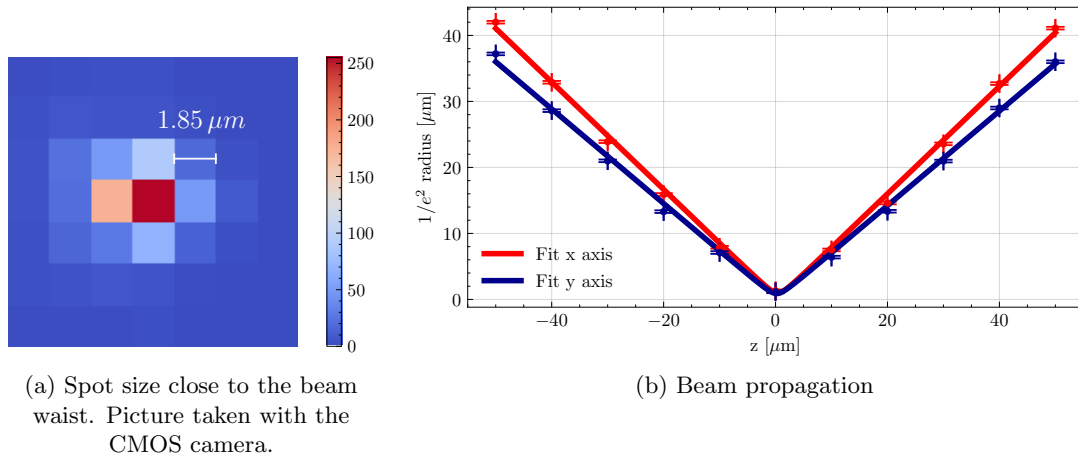 1.85 μm
250
200
150
100
50
0
(a) Spot size close to the beam
waist. Picture taken with the
CMOS camera.
1/e² radius [μm]
40
30
20
10
0
Fit x axis
Fit y axis
−40
−20
0
20
40
z [μm]
(b) Beam propagation